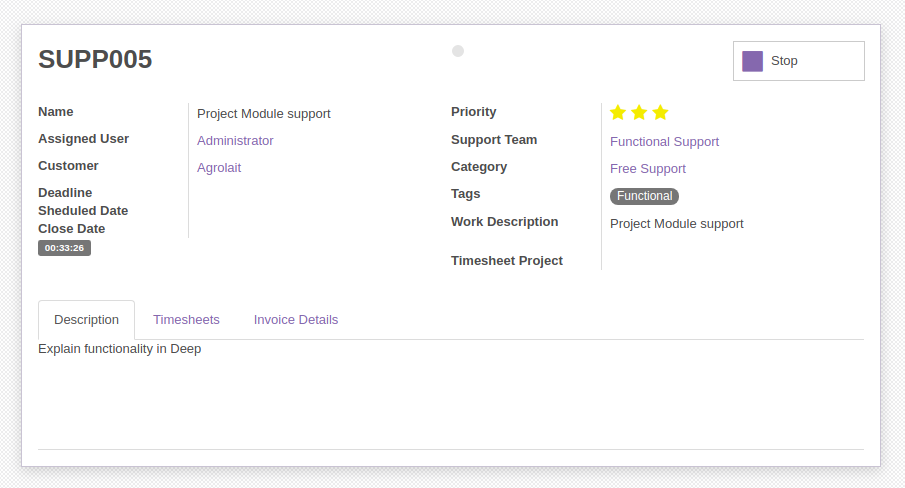 SUPP005
Stop
Name Project Module support
Assigned User Administrator
Customer Agrolait
Deadline
Sheduled Date
Close Date
00:33:26
Priority
Support Team Functional Support
Category Free Support
Tags Functional
Work Description Project Module support
Timesheet Project
Description Timesheets Invoice Details
Explain functionality in Deep